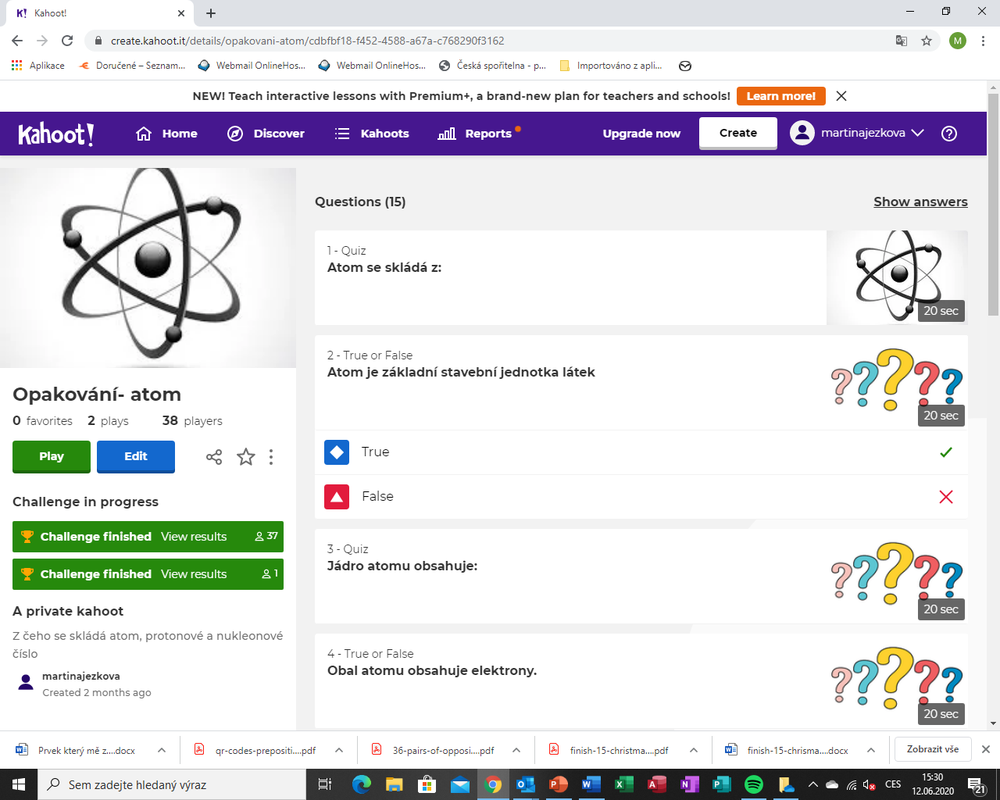 Kahoot!
create.kahoot.it/details/opakovani-atom/cdbfbf18-f452-4588-a67a-c768290f3162
M
Aplikace
Doručené – Seznam...
Webmail OnlineHos...
Webmail OnlineHos...
Česká spořitelna - p...
Importováno z apli...
NEW! Teach interactive lessons with Premium+, a brand-new plan for teachers and schools!
Learn more!
Kahoot!
Home
Discover
Kahoots
Reports
Upgrade now
Create
martinajezkova
Opakování- atom
0 favorites 2 plays 38 players
Play
Edit
Challenge in progress
Challenge finished View results 37
Challenge finished View results 1
A private kahoot
Z čeho se skládá atom, protonové a nukleonové
číslo
martinajezkova
Created 2 months ago
Questions (15)
Show answers
1 - Quiz
Atom se skládá z:
20 sec
2 - True or False
Atom je základní stavební jednotka látek
20 sec
True
False
3 - Quiz
Jádro atomu obsahuje:
20 sec
4 - True or False
Obal atomu obsahuje elektrony.
20 sec
Prvek který mě z....docx
qr-codes-prepositi....pdf
36-pairs-of-opposi....pdf
finish-15-christma....pdf
finish-15-chrisma....docx
Zobrazit vše
Sem zadejte hledaný výraz
CES
15:30
12.06.2020
21